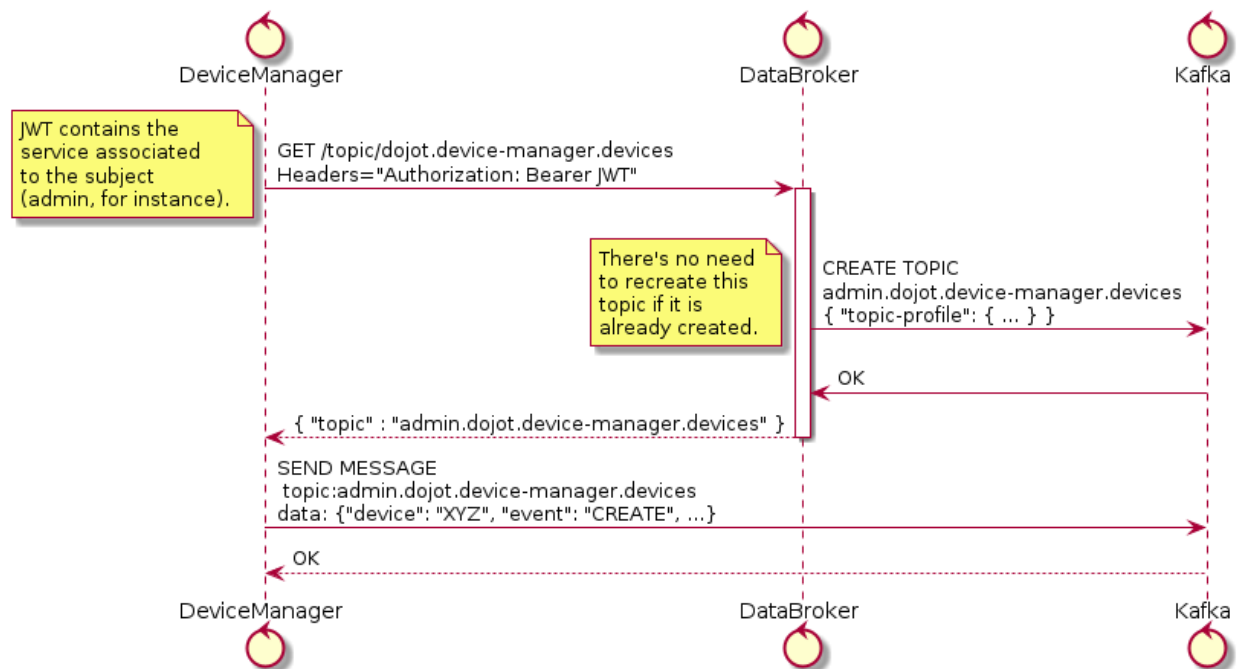 DeviceManager
DataBroker
Kafka
JWT contains the
service associated
to the subject
(admin, for instance).
GET /topic/dojot.device-manager.devices
Headers="Authorization: Bearer JWT"
There's no need
to recreate this
topic if it is
already created.
CREATE TOPIC
admin.dojot.device-manager.devices
{ "topic-profile": { ... } }
OK
{ "topic" : "admin.dojot.device-manager.devices" }
SEND MESSAGE
topic:admin.dojot.device-manager.devices
data: {"device": "XYZ", "event": "CREATE", ...}
OK
DeviceManager
DataBroker
Kafka